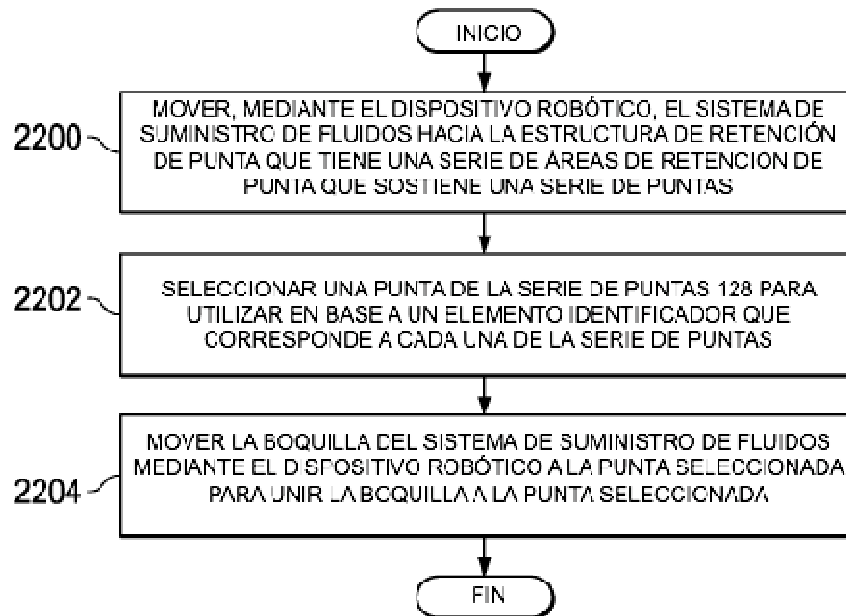 INICIO
2200
MOVER, MEDIANTE EL DISPOSITIVO ROBÓTICO, EL SISTEMA DE
SUMINISTRO DE FLUIDOS HACIA LA ESTRUCTURA DE RETENCIÓN
DE PUNTA QUE TIENE UNA SERIE DE ÁREAS DE RETENCION DE
PUNTA QUE SOSTIENE UNA SERIE DE PUNTAS
2202
SELECCIONAR UNA PUNTA DE LA SERIE DE PUNTAS 128 PARA
UTILIZAR EN BASE A UN ELEMENTO IDENTIFICADOR QUE
CORRESPONDE A CADA UNA DE LA SERIE DE PUNTAS
2204
MOVER LA BOQUILLA DEL SISTEMA DE SUMINISTRO DE FLUIDOS
MEDIANTE EL DISPOSITIVO ROBÓTICO A LA PUNTA SELECCIONADA
PARA UNIR LA BOQUILLA A LA PUNTA SELECCIONADA
FIN